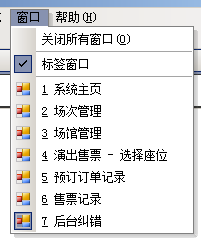 窗口 帮助(H)
关闭所有窗口(O)
标签窗口
1 系统主页
2 场次管理
3 场馆管理
4 演出售票 - 选择座位
5 预订订单记录
6 售票记录
7 后台纠错